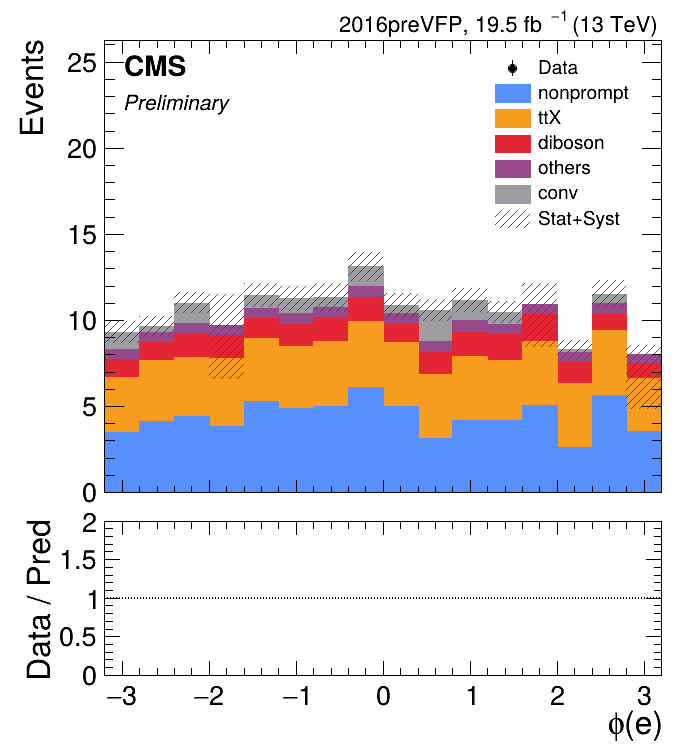 2016preVFP, 19.5 fb⁻¹ (13 TeV)
CMS
Preliminary
Events
25
20
15
10
5
0
Data
nonprompt
ttX
diboson
others
conv
Stat+Syst
Data / Pred
2
1.5
1
0.5
0
−3 −2 −1 0 1 2 3
ϕ(e)